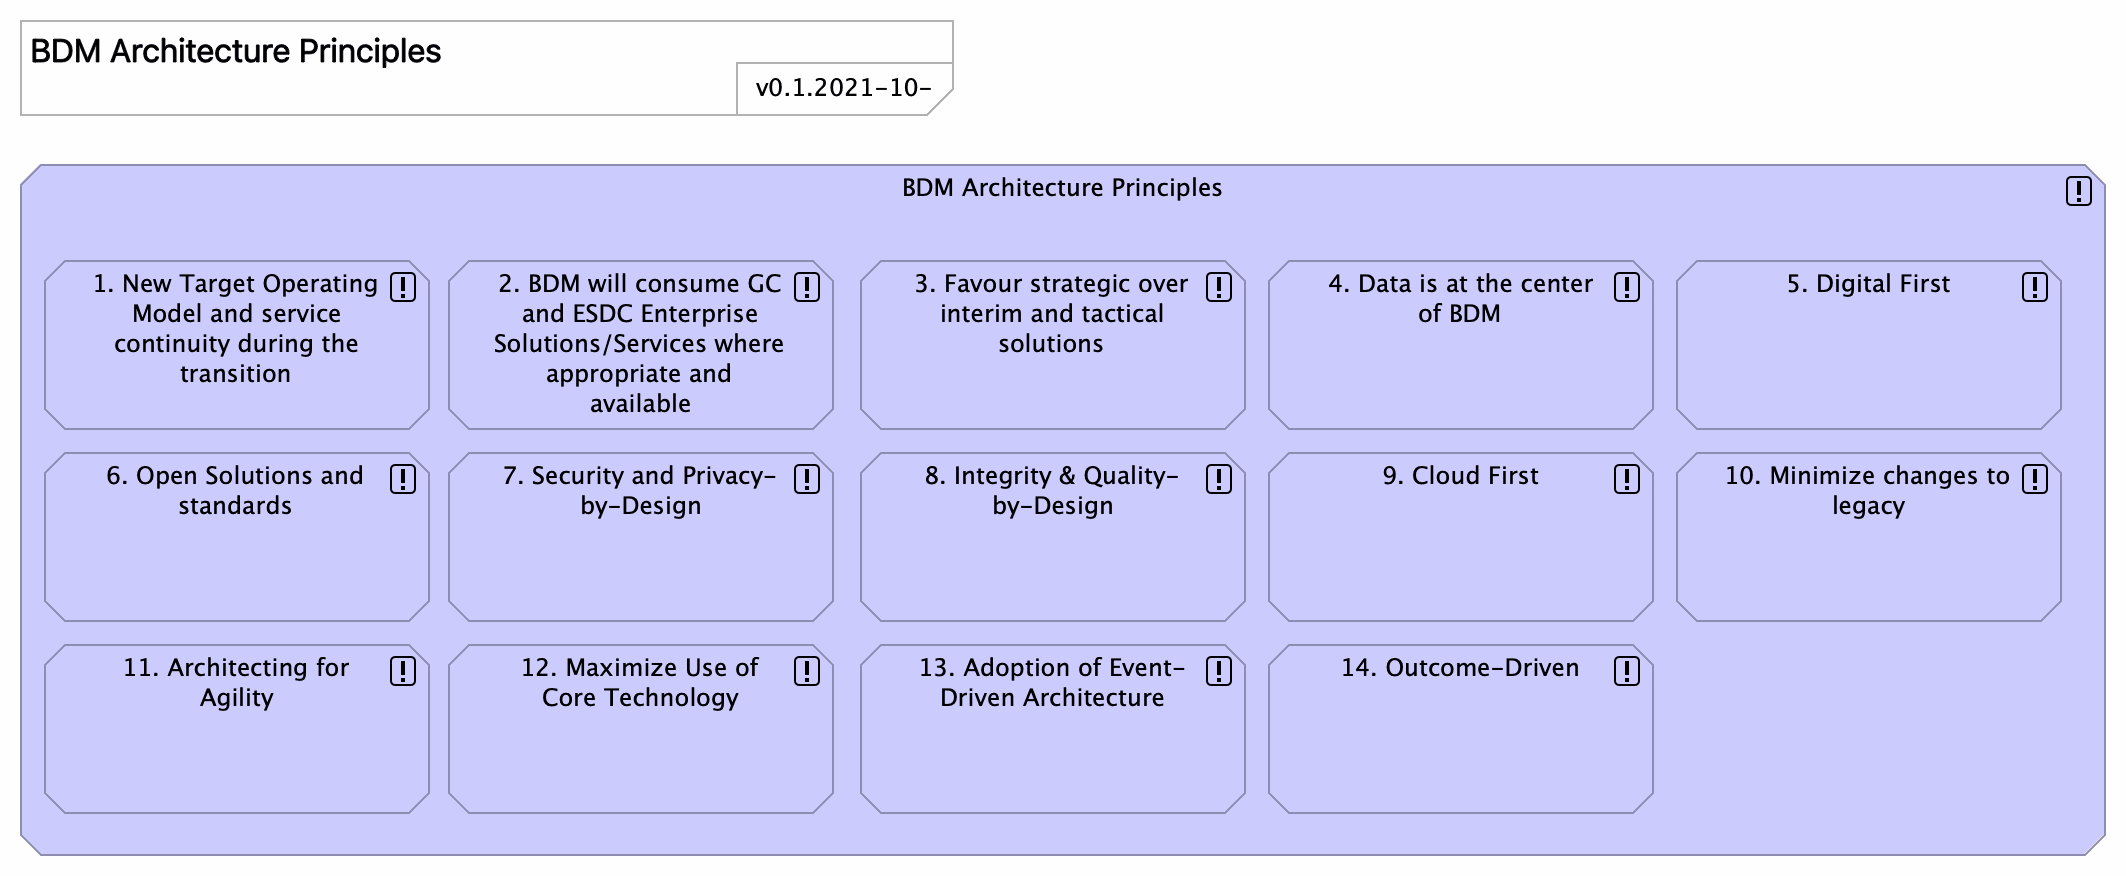 BDM Architecture Principles
v0.1.2021-10-
BDM Architecture Principles
1. New Target Operating
Model and service
continuity during the
transition
2. BDM will consume GC
and ESDC Enterprise
Solutions/Services where
appropriate and
available
3. Favour strategic over
interim and tactical
solutions
4. Data is at the center
of BDM
5. Digital First
6. Open Solutions and
standards
7. Security and Privacy-
by-Design
8. Integrity & Quality-
by-Design
9. Cloud First
10. Minimize changes to
legacy
11. Architecting for
Agility
12. Maximize Use of
Core Technology
13. Adoption of Event-
Driven Architecture
14. Outcome-Driven